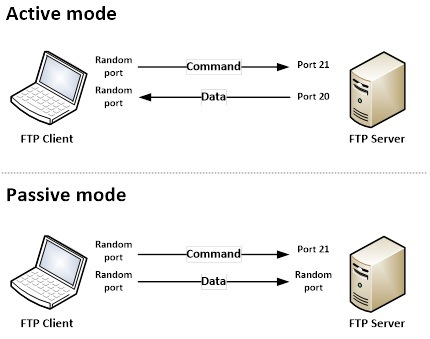 Active mode
Random port
Command
Port 21
Random port
Data
Port 20
FTP Client
FTP Server
Passive mode
Random port
Command
Port 21
Random port
Data
Random port
FTP Client
FTP Server